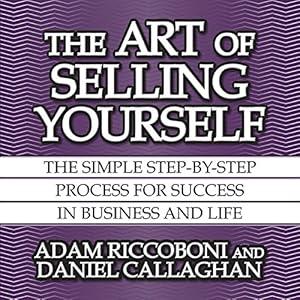 THE ART OF
SELLING
YOURSELF
THE SIMPLE STEP-BY-STEP
PROCESS FOR SUCCESS
IN BUSINESS AND LIFE
ADAM RICCOBONI AND
DANIEL CALLAGHAN